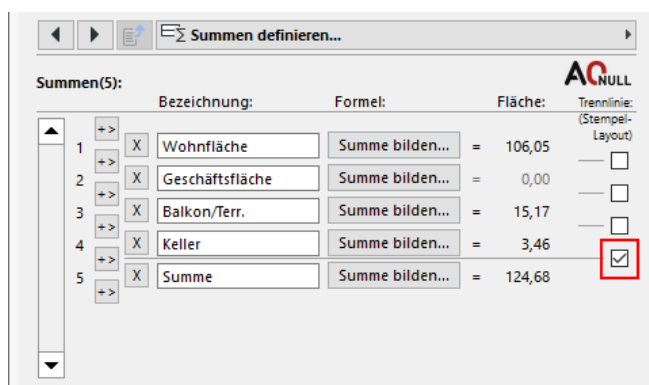 Σ Summen definieren...
Summen(5):
AC NULL
Bezeichnung: Formel: Fläche: Trennlinie:
(Stempel-
Layout)
+>
1 X Wohnfläche Summe bilden... = 106,05
+>
2 X Geschäftsfläche Summe bilden... = 0,00
+>
3 X Balkon/Terr. Summe bilden... = 15,17
+>
4 X Keller Summe bilden... = 3,46
+>
5 X Summe Summe bilden... = 124,68
+>